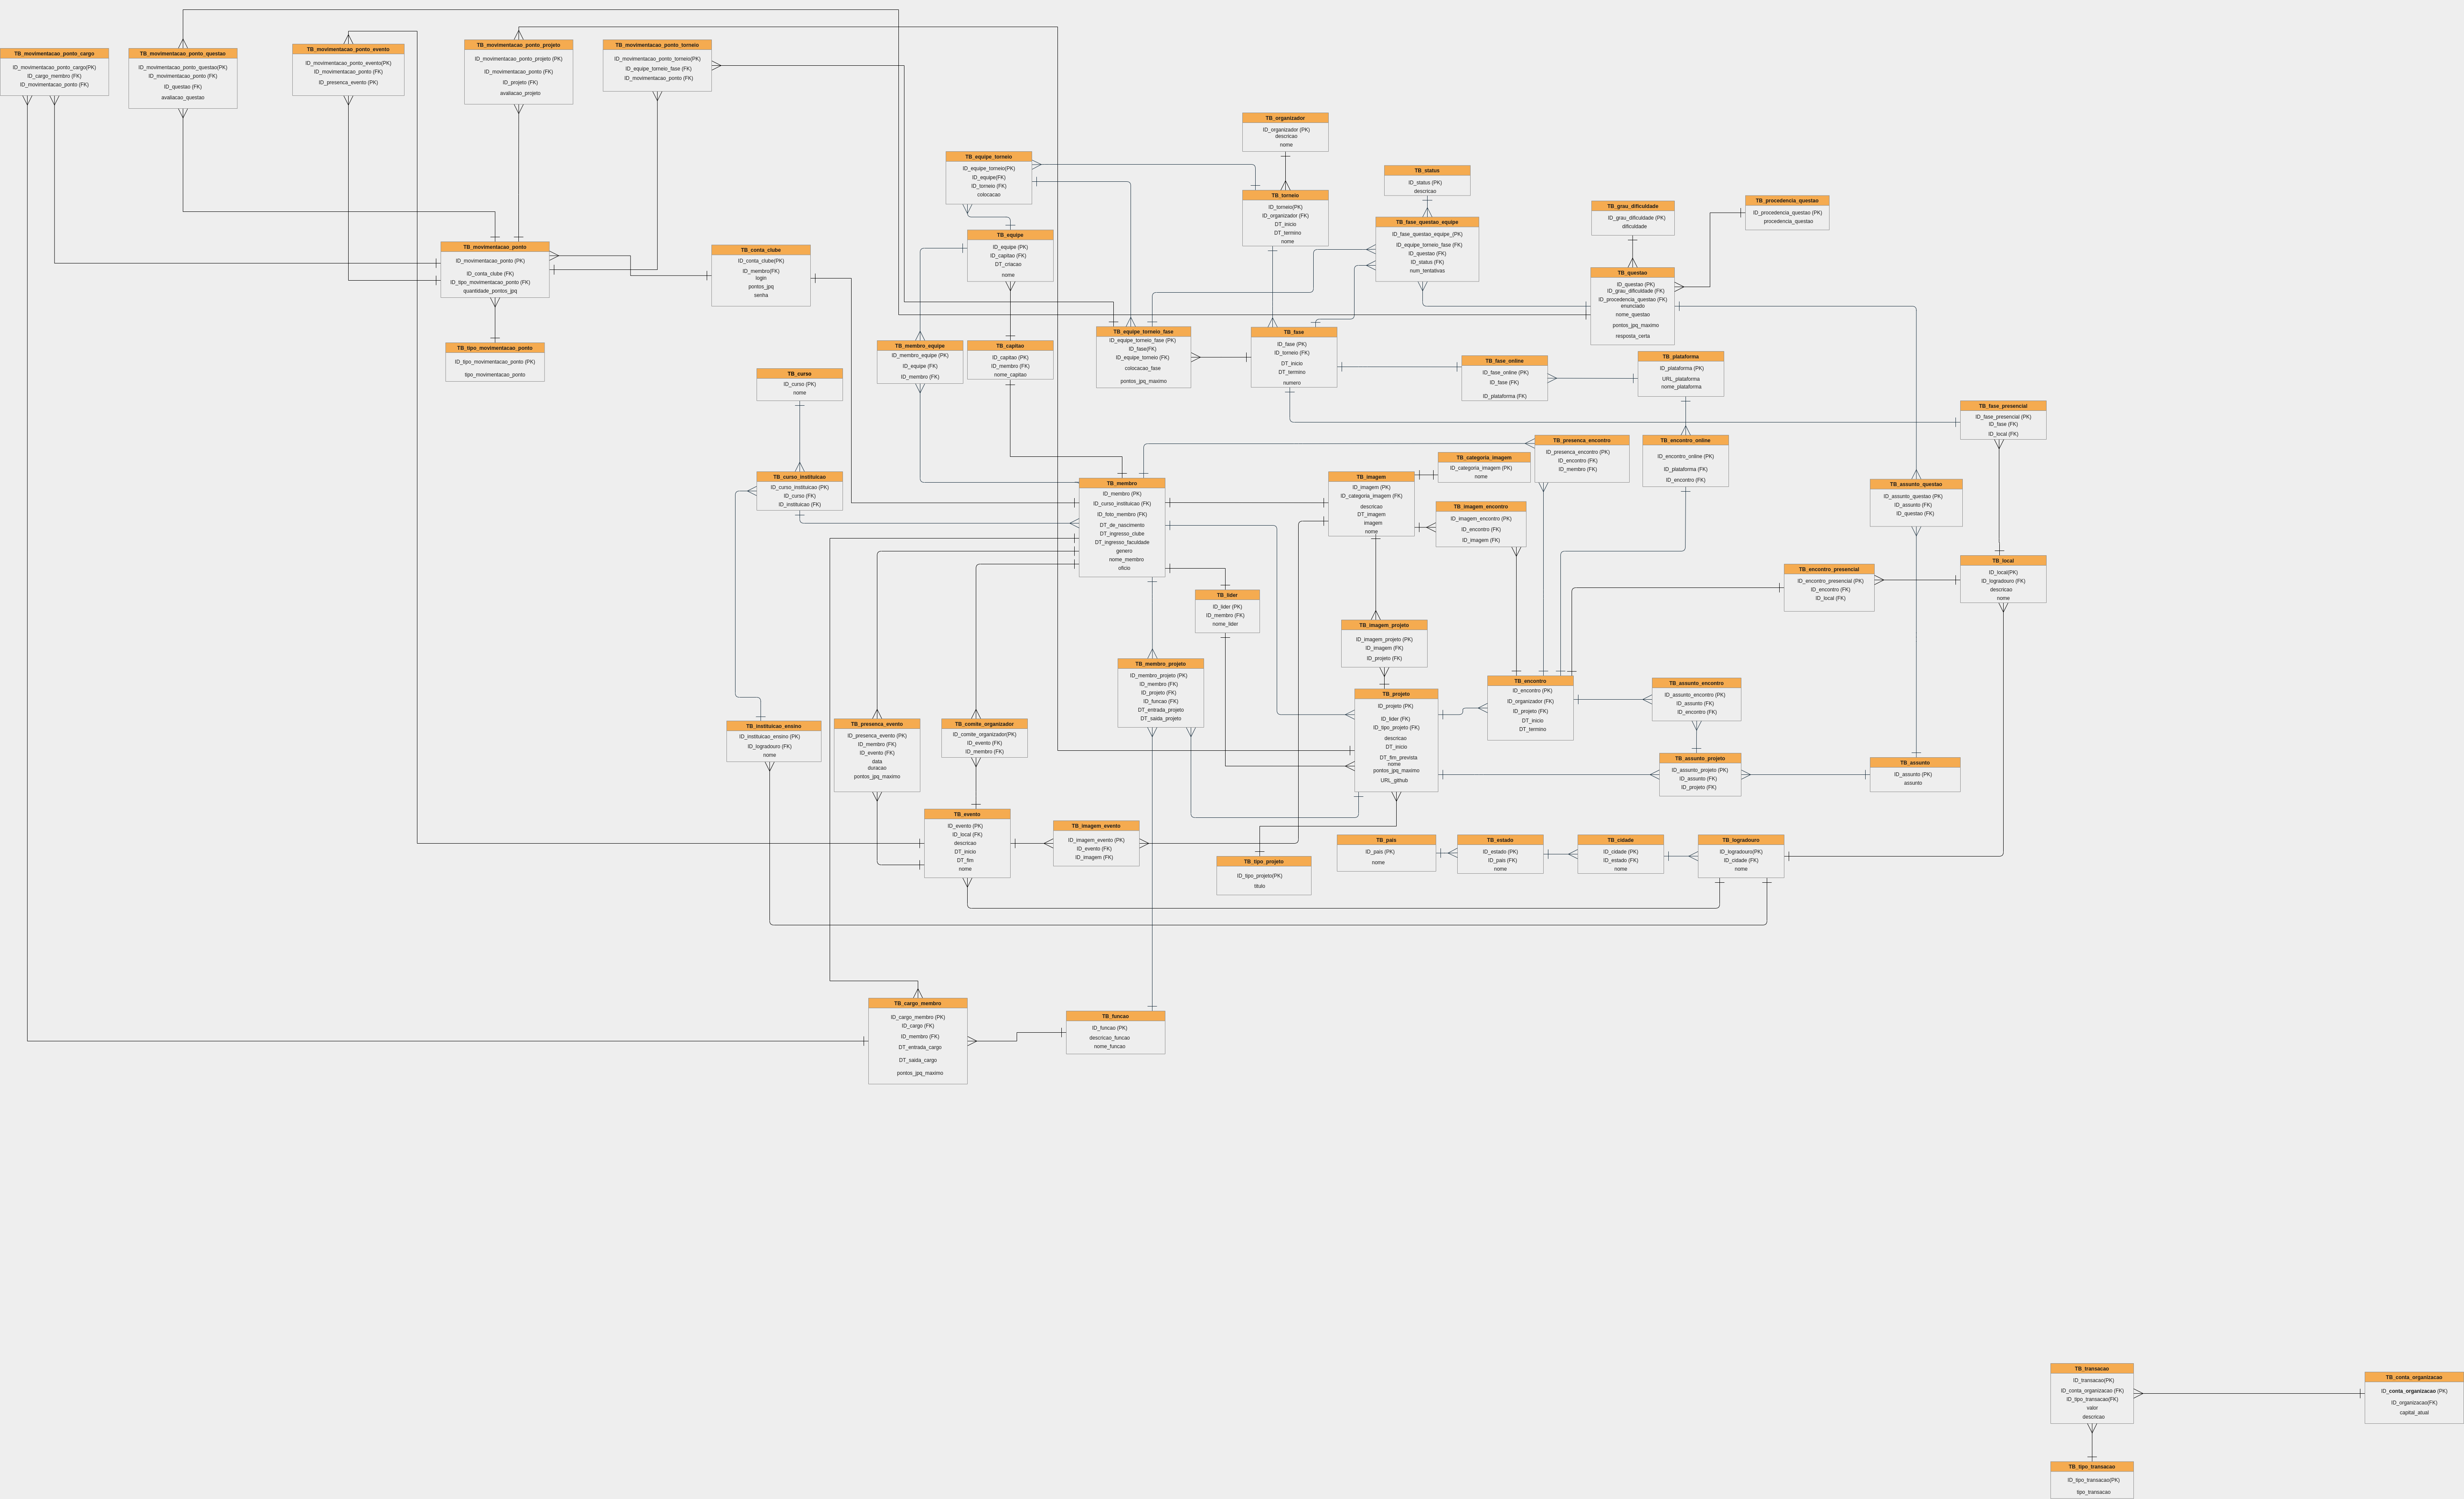 TB_movimentacao_ponto_cargo
ID_movimentacao_ponto_cargo(PK)
ID_cargo_membro (FK)
ID_movimentacao_ponto (FK)
TB_movimentacao_ponto_questao
ID_movimentacao_ponto_questao(PK)
ID_movimentacao_ponto (FK)
ID_questao (FK)
avaliacao_questao
TB_movimentacao_ponto_evento
ID_movimentacao_ponto_evento(PK)
ID_movimentacao_ponto (FK)
ID_presenca_evento (PK)
TB_movimentacao_ponto_projeto
ID_movimentacao_ponto_projeto (PK)
ID_movimentacao_ponto (FK)
ID_projeto (FK)
avaliacao_projeto
TB_movimentacao_ponto_torneio
ID_movimentacao_ponto_torneio(PK)
ID_equipe_torneio_fase (FK)
ID_movimentacao_ponto (FK)
TB_organizador
ID_organizador (PK)
descricao
nome
TB_equipe_torneio
ID_equipe_torneio(PK)
ID_equipe(FK)
ID_torneio (FK)
colocacao
TB_status
ID_status (PK)
descricao
TB_torneio
ID_torneio(PK)
ID_organizador (FK)
DT_inicio
DT_termino
nome
TB_procedencia_questao
ID_procedencia_questao (PK)
procedencia_questao
TB_grau_dificuldade
ID_grau_dificuldade (PK)
dificuldade
TB_fase_questao_equipe
ID_fase_questao_equipe_(PK)
ID_equipe_torneio_fase (FK)
ID_questao (FK)
ID_status (FK)
num_tentativas
TB_equipe
ID_equipe (PK)
ID_capitao (FK)
DT_criacao
nome
TB_movimentacao_ponto
ID_movimentacao_ponto (PK)
ID_conta_clube (FK)
ID_tipo_movimentacao_ponto (FK)
quantidade_pontos_jpq
TB_conta_clube
ID_conta_clube(PK)
ID_membro(FK)
login
pontos_jpq
senha
TB_questao
ID_questao (PK)
ID_grau_dificuldade (FK)
ID_procedencia_questao (FK)
enunciado
nome_questao
pontos_jpq_maximo
resposta_certa
TB_equipe_torneio_fase
ID_equipe_torneio_fase (PK)
ID_fase(FK)
ID_equipe_torneio (FK)
colocacao_fase
pontos_jpq_maximo
TB_fase
ID_fase (PK)
ID_torneio (FK)
DT_inicio
DT_termino
numero
TB_tipo_movimentacao_ponto
ID_tipo_movimentacao_ponto (PK)
tipo_movimentacao_ponto
TB_membro_equipe
ID_membro_equipe (PK)
ID_equipe (FK)
ID_membro (FK)
TB_capitao
ID_capitao (PK)
ID_membro (FK)
nome_capitao
TB_fase_online
ID_fase_online (PK)
ID_fase (FK)
ID_plataforma (FK)
TB_plataforma
ID_plataforma (PK)
URL_plataforma
nome_plataforma
TB_curso
ID_curso (PK)
nome
TB_fase_presencial
ID_fase_presencial (PK)
ID_fase (FK)
ID_local (FK)
TB_presenca_encontro
ID_presenca_encontro (PK)
ID_encontro (FK)
ID_membro (FK)
TB_encontro_online
ID_encontro_online (PK)
ID_plataforma (FK)
ID_encontro (FK)
TB_categoria_imagem
ID_categoria_imagem (PK)
nome
TB_curso_instituicao
ID_curso_instituicao (PK)
ID_curso (FK)
ID_instituicao (FK)
TB_membro
ID_membro (PK)
ID_curso_instituicao (FK)
ID_foto_membro (FK)
DT_de_nascimento
DT_ingresso_clube
DT_ingresso_faculdade
genero
nome_membro
oficio
TB_imagem
ID_imagem (PK)
ID_categoria_imagem (FK)
descricao
DT_imagem
imagem
nome
TB_imagem_encontro
ID_imagem_encontro (PK)
ID_encontro (FK)
ID_imagem (FK)
TB_assunto_questao
ID_assunto_questao (PK)
ID_assunto (FK)
ID_questao (FK)
TB_encontro_presencial
ID_encontro_presencial (PK)
ID_encontro (FK)
ID_local (FK)
TB_local
ID_local(PK)
ID_logradouro (FK)
descricao
nome
TB_lider
ID_lider (PK)
ID_membro (FK)
nome_lider
TB_imagem_projeto
ID_imagem_projeto (PK)
ID_imagem (FK)
ID_projeto (FK)
TB_membro_projeto
ID_membro_projeto (PK)
ID_membro (FK)
ID_projeto (FK)
ID_funcao (FK)
DT_entrada_projeto
DT_saida_projeto
TB_projeto
ID_projeto (PK)
ID_lider (FK)
ID_tipo_projeto (FK)
descricao
DT_inicio
DT_fim_prevista
nome
pontos_jpq_maximo
URL_github
TB_encontro
ID_encontro (PK)
ID_organizador (FK)
ID_projeto (FK)
DT_inicio
DT_termino
TB_assunto_encontro
ID_assunto_encontro (PK)
ID_assunto (FK)
ID_encontro (FK)
TB_instituicao_ensino
ID_instituicao_ensino (PK)
ID_logradouro (FK)
nome
TB_presenca_evento
ID_presenca_evento (PK)
ID_membro (FK)
ID_evento (FK)
data
duracao
pontos_jpq_maximo
TB_comite_organizador
ID_comite_organizador(PK)
ID_evento (FK)
ID_membro (FK)
TB_assunto_projeto
ID_assunto_projeto (PK)
ID_assunto (FK)
ID_projeto (FK)
TB_assunto
ID_assunto (PK)
assunto
TB_evento
ID_evento (PK)
ID_local (FK)
descricao
DT_inicio
DT_fim
nome
TB_imagem_evento
ID_imagem_evento (PK)
ID_evento (FK)
ID_imagem (FK)
TB_tipo_projeto
ID_tipo_projeto(PK)
titulo
TB_pais
ID_pais (PK)
nome
TB_estado
ID_estado (PK)
ID_pais (FK)
nome
TB_cidade
ID_cidade (PK)
ID_estado (FK)
nome
TB_logradouro
ID_logradouro(PK)
ID_cidade (FK)
nome
TB_cargo_membro
ID_cargo_membro (PK)
ID_cargo (FK)
ID_membro (FK)
DT_entrada_cargo
DT_saida_cargo
pontos_jpq_maximo
TB_funcao
ID_funcao (PK)
descricao_funcao
nome_funcao
TB_transacao
ID_transacao(PK)
ID_conta_organizacao (FK)
ID_tipo_transacao(FK)
valor
descricao
TB_conta_organizacao
ID_conta_organizacao (PK)
ID_organizacao(FK)
capital_atual
TB_tipo_transacao
ID_tipo_transacao(PK)
tipo_transacao